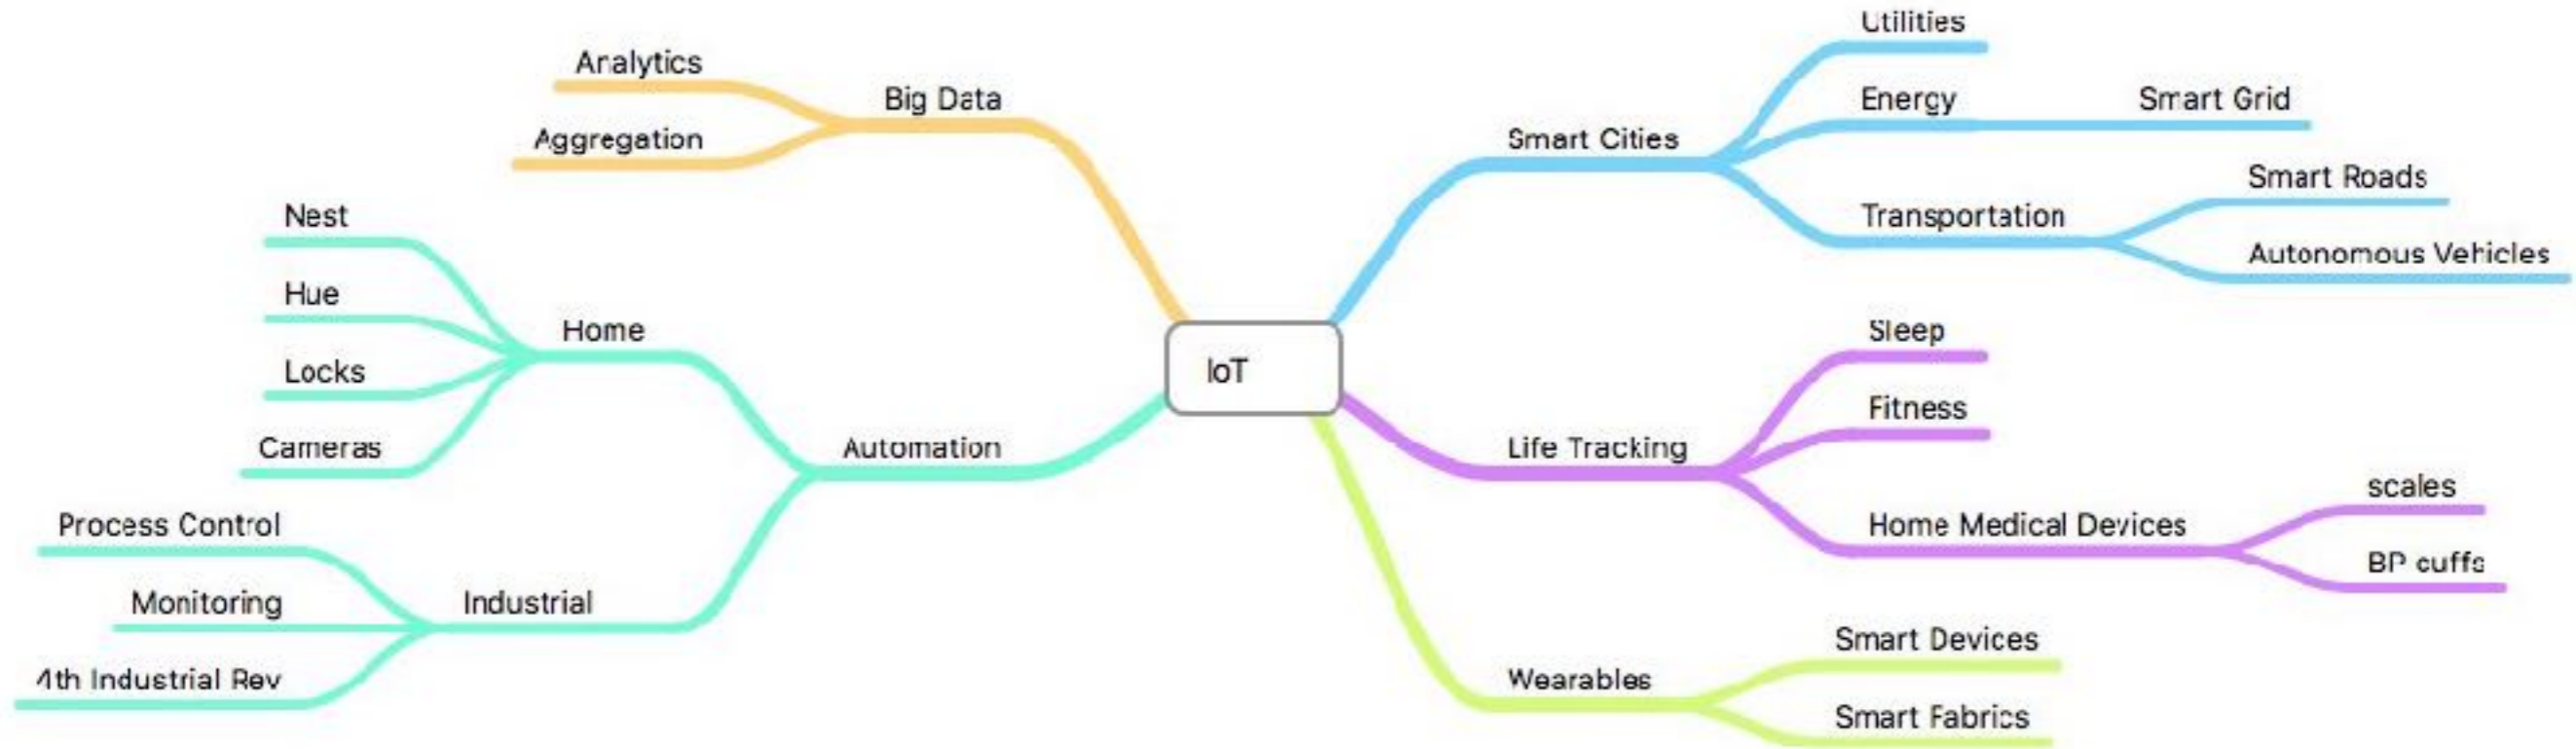 IoT
Big Data
Analytics
Aggregation
Automation
Home
Nest
Hue
Locks
Cameras
Industrial
Process Control
Monitoring
4th Industrial Rev
Smart Cities
Utilities
Energy
Smart Grid
Transportation
Smart Roads
Autonomous Vehicles
Life Tracking
Sleep
Fitness
Home Medical Devices
scales
BP cuffs
Wearables
Smart Devices
Smart Fabrics